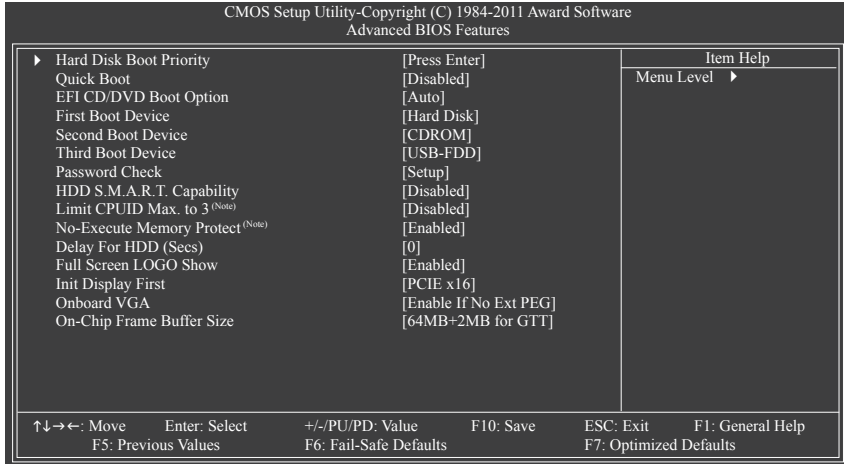 CMOS Setup Utility-Copyright (C) 1984-2011 Award Software
Advanced BIOS Features
▶ Hard Disk Boot Priority [Press Enter]
Quick Boot [Disabled]
EFI CD/DVD Boot Option [Auto]
First Boot Device [Hard Disk]
Second Boot Device [CDROM]
Third Boot Device [USB-FDD]
Password Check [Setup]
HDD S.M.A.R.T. Capability [Disabled]
Limit CPUID Max. to 3 (Note) [Disabled]
No-Execute Memory Protect (Note) [Enabled]
Delay For HDD (Secs) [0]
Full Screen LOGO Show [Enabled]
Init Display First [PCIE x16]
Onboard VGA [Enable If No Ext PEG]
On-Chip Frame Buffer Size [64MB+2MB for GTT]
Item Help
Menu Level ▶
↑↓→←: Move Enter: Select +/-/PU/PD: Value F10: Save ESC: Exit F1: General Help
F5: Previous Values F6: Fail-Safe Defaults F7: Optimized Defaults